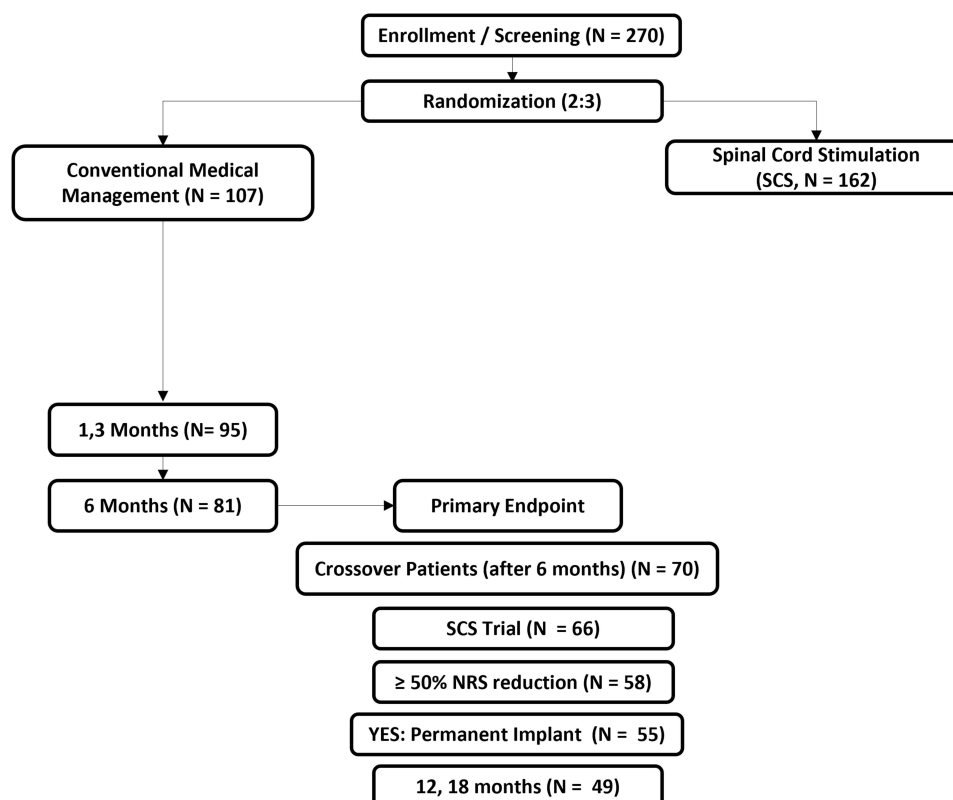 Enrollment / Screening (N = 270)
Randomization (2:3)
Conventional Medical
Management (N = 107)
Spinal Cord Stimulation
(SCS, N = 162)
1,3 Months (N= 95)
6 Months (N = 81)
Primary Endpoint
Crossover Patients (after 6 months) (N = 70)
SCS Trial (N = 66)
≥ 50% NRS reduction (N = 58)
YES: Permanent Implant (N = 55)
12, 18 months (N = 49)